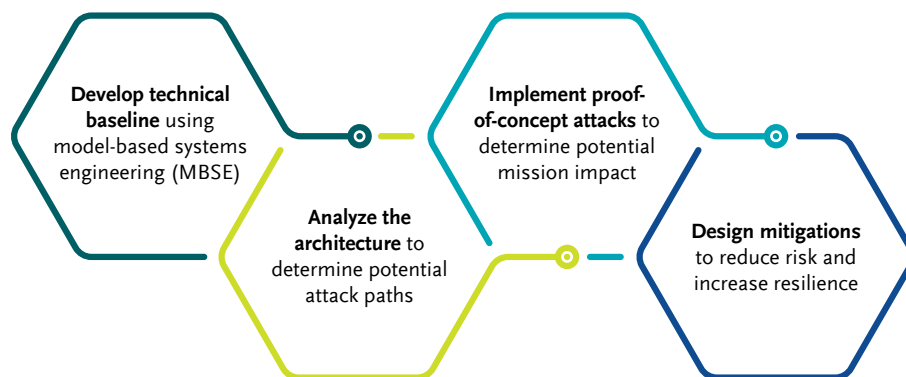 Develop technical
baseline using
model-based systems
engineering (MBSE)
Analyze the
architecture to
determine potential
attack paths
Implement proof-
of-concept attacks to
determine potential
mission impact
Design mitigations
to reduce risk and
increase resilience